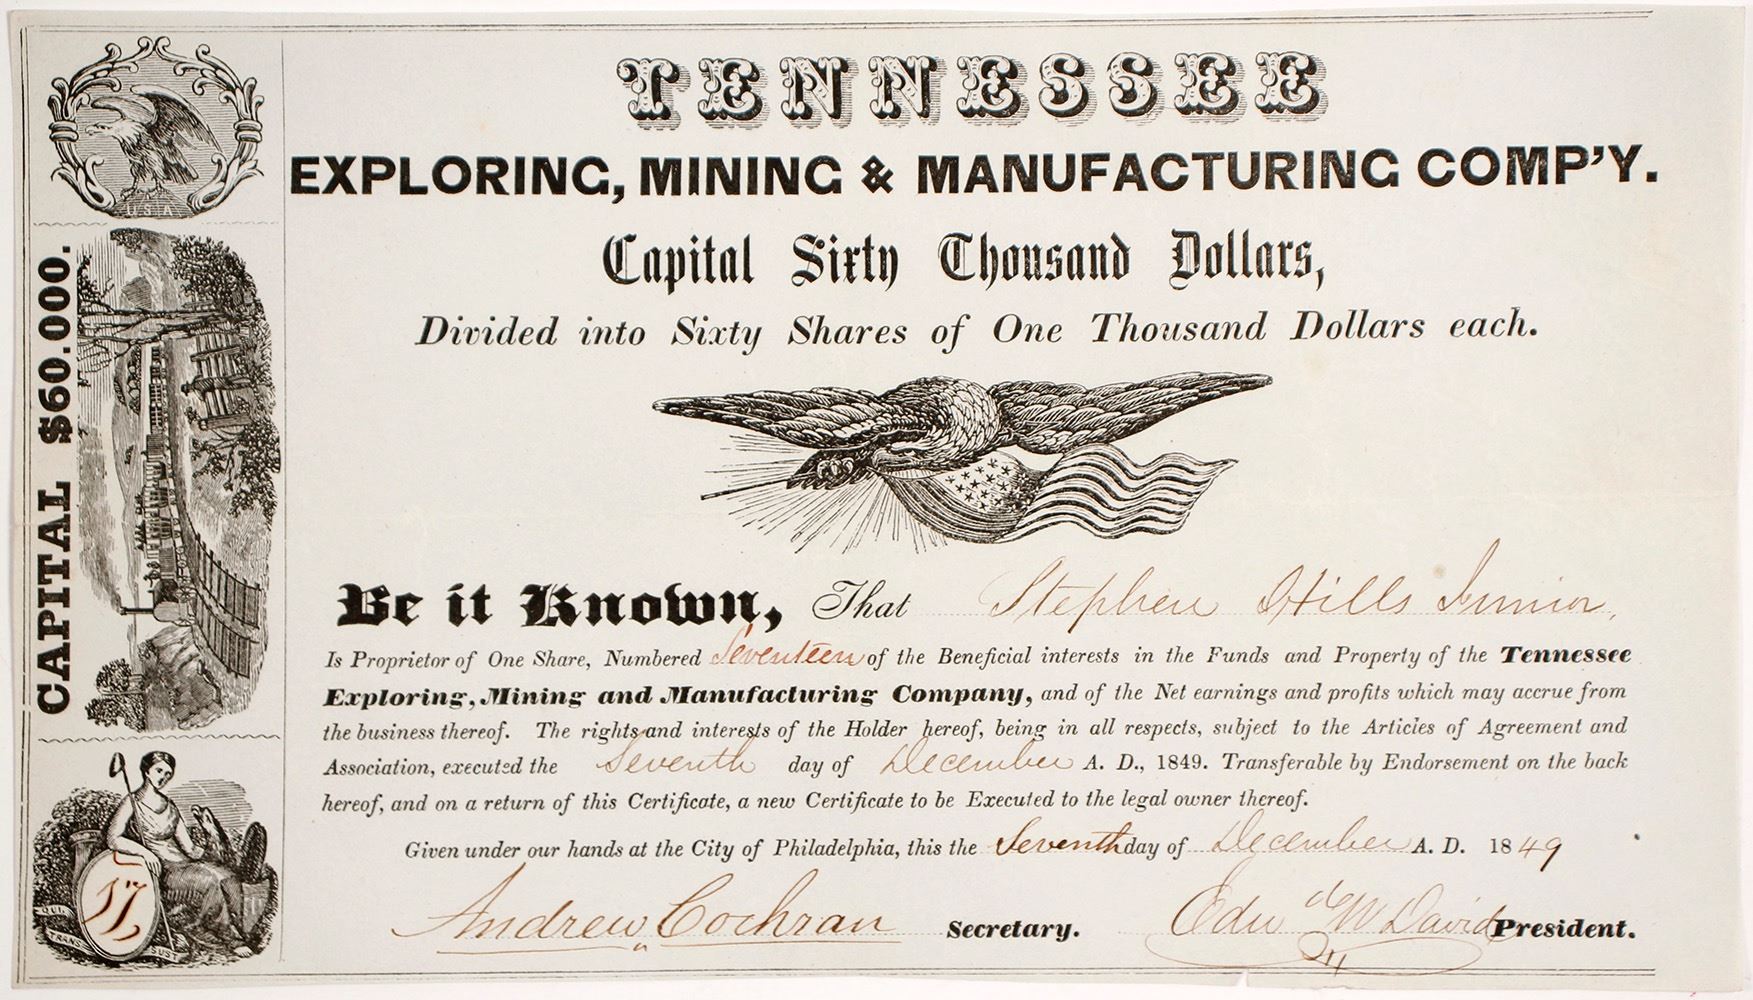 U.S.A.
CAPITAL $60.000.
17
QUI TRANS SUST
TENNESSEE
EXPLORING, MINING & MANUFACTURING COMP'Y.
Capital Sixty Thousand Dollars,
Divided into Sixty Shares of One Thousand Dollars each.
Be it Known, That Stephen Hills Junior,
Is Proprietor of One Share, Numbered Seventeen of the Beneficial interests in the Funds and Property of the Tennessee
Exploring, Mining and Manufacturing Company, and of the Net earnings and profits which may accrue from
the business thereof. The rights and interests of the Holder hereof, being in all respects, subject to the Articles of Agreement and
Association, executed the Seventh day of December A. D., 1849. Transferable by Endorsement on the back
hereof, and on a return of this Certificate, a new Certificate to be Executed to the legal owner thereof.
Given under our hands at the City of Philadelphia, this the Seventh day of December A. D. 1849
Andrew Cochran Secretary. Edw d W Davids President.